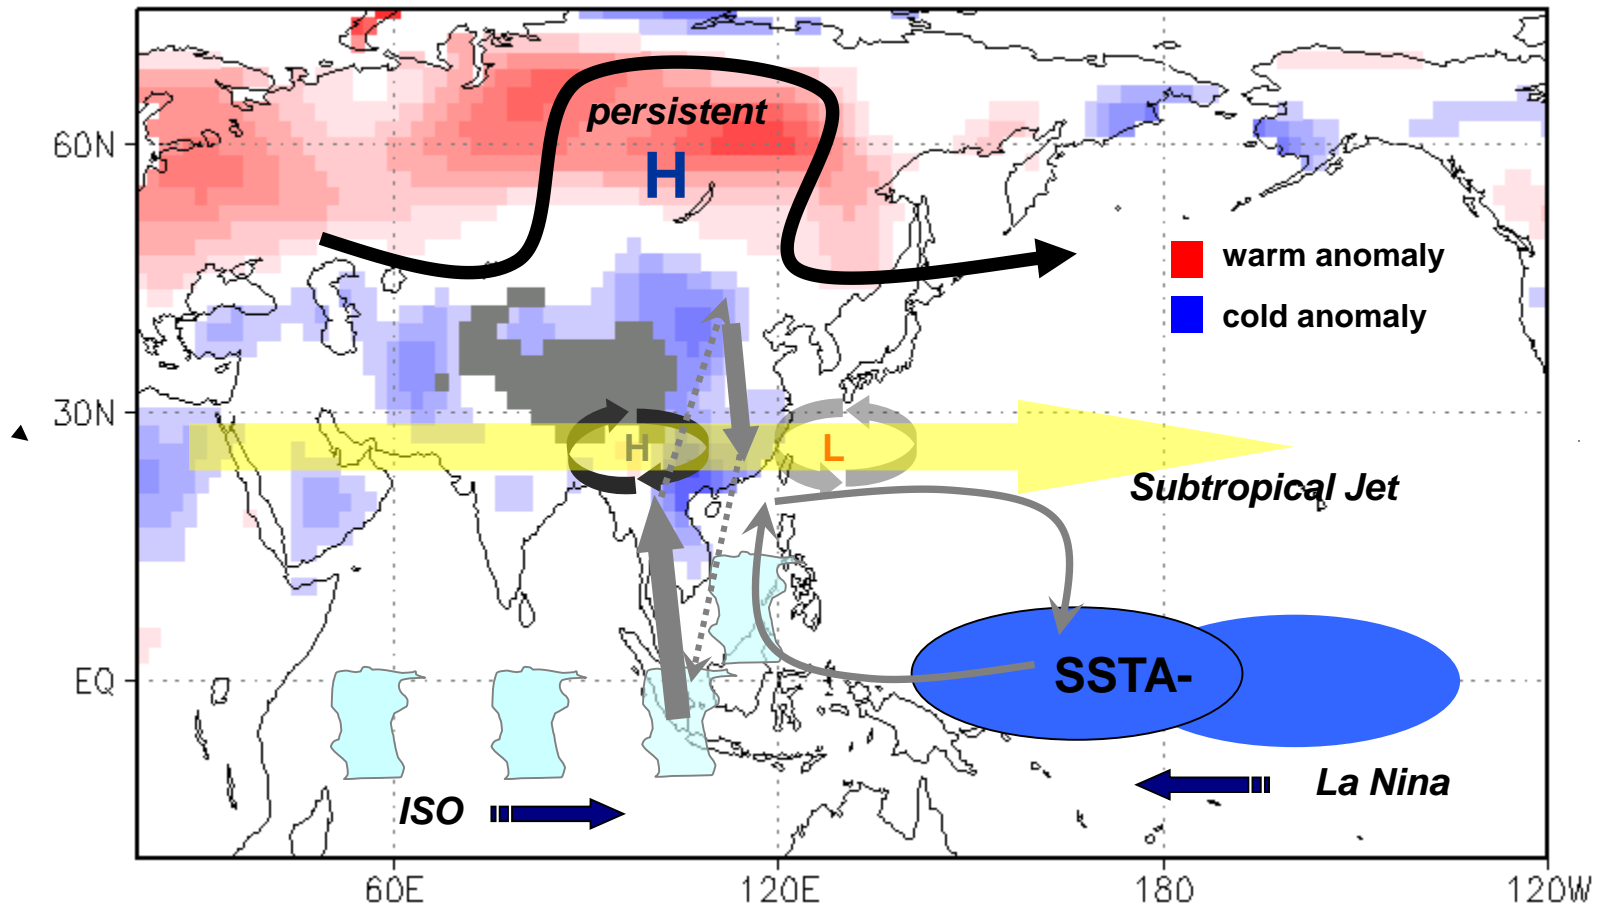 persistent
60N
H
warm anomaly
cold anomaly
30N
H
L
Subtropical Jet
EQ
SSTA-
La Nina
ISO
60E
120E
180
120W